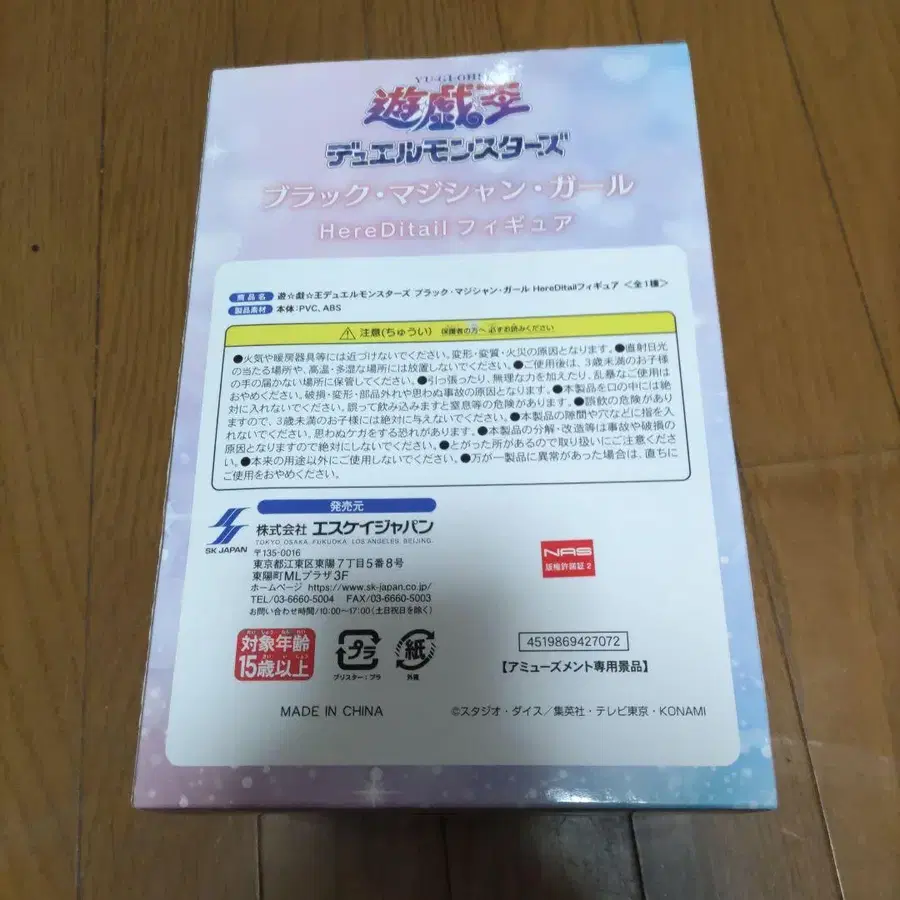 YU-GI-OH!
遊戯王
デュエルモンスターズ
ブラック・マジシャン・ガール
HereDitail フィギュア
商品名 遊☆戯☆王デュエルモンスターズ ブラック・マジシャン・ガール HereDitailフィギュア <全1種>
製品素材 本体:PVC、ABS
注意(ちゅうい) 保護者の方へ 必ずお読みください
●火気や暖房器具等には近づけないでください。変形・変質・火災の原因となります。●直射日光
の当たる場所や、高温・多湿な場所には放置しないでください。●ご使用後は、3歳未満のお子様
の手の届かない場所に保管してください。●引っ張ったり、無理な力を加えたり、乱暴なご使用は
おやめください。破損・変形・部品外れや思わぬ事故の原因となります。●本製品を口の中には絶
対に入れないでください。誤って飲み込みますと窒息等の危険があります。●誤飲の危険があり
ますので、3歳未満のお子様には絶対に与えないでください。●本製品の隙間や穴などに指を入
れないでください。思わぬケガをする恐れがあります。●本製品の分解・改造等は事故や破損の
原因となりますので絶対にしないでください。●とがった所があるので取り扱いにご注意くださ
い。●本来の用途以外にご使用しないでください。●万が一製品に異常があった場合は、直ちに
ご使用をおやめください。
発売元
SK JAPAN
株式会社 エスケイジャパン
TOKYO. OSAKA. FUKUOKA. LOS ANGELES. BEIJING.
〒135-0016
東京都江東区東陽7丁目5番8号
東陽町MLプラザ3F
ホームページ https://www.sk-japan.co.jp/
TEL/03-6660-5004 FAX/03-6660-5003
お問い合わせ時間/10:00〜17:00(土日祝日を除く)
NAS
版権許諾証 2
対象年齢
15歳以上
プラ
ブリスター:プラ
紙
外箱
4519869427072
【アミューズメント専用景品】
MADE IN CHINA
©スタジオ・ダイス/集英社・テレビ東京・KONAMI